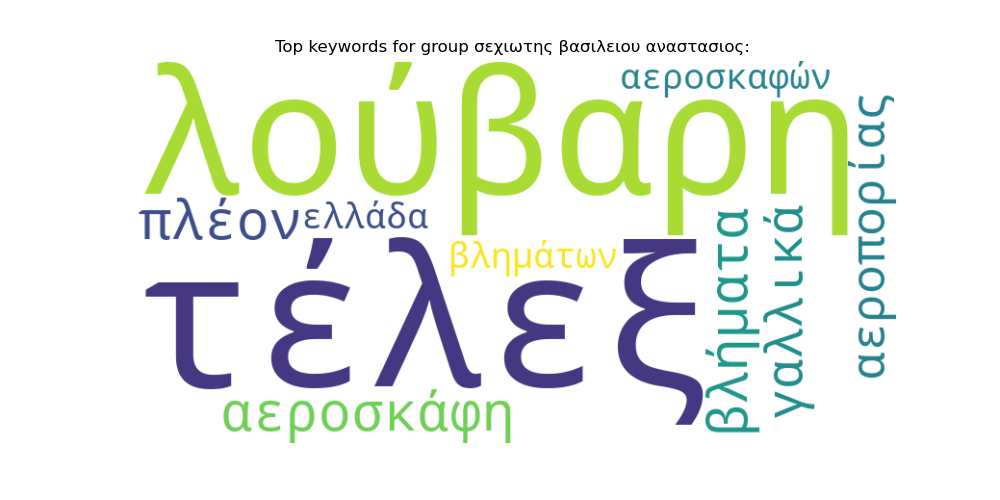 Top keywords for group σεχιωτης βασιλειου αναστασιος:
λούβαρη
αεροσκαφών
αεροπορίας
πλέον
ελλάδα
βλημάτων
τέλεξ
βλήματα
γαλλικά
αεροσκάφη